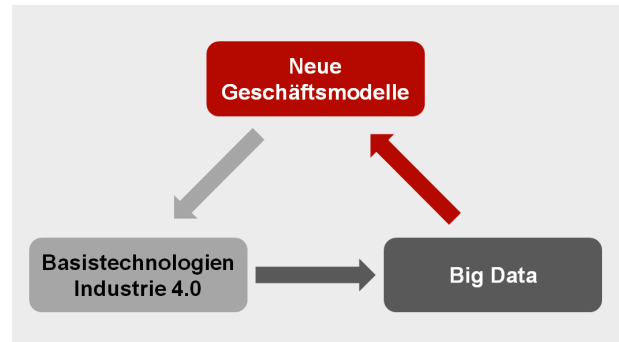 Neue
Geschäftsmodelle
Basistechnologien
Industrie 4.0
Big Data